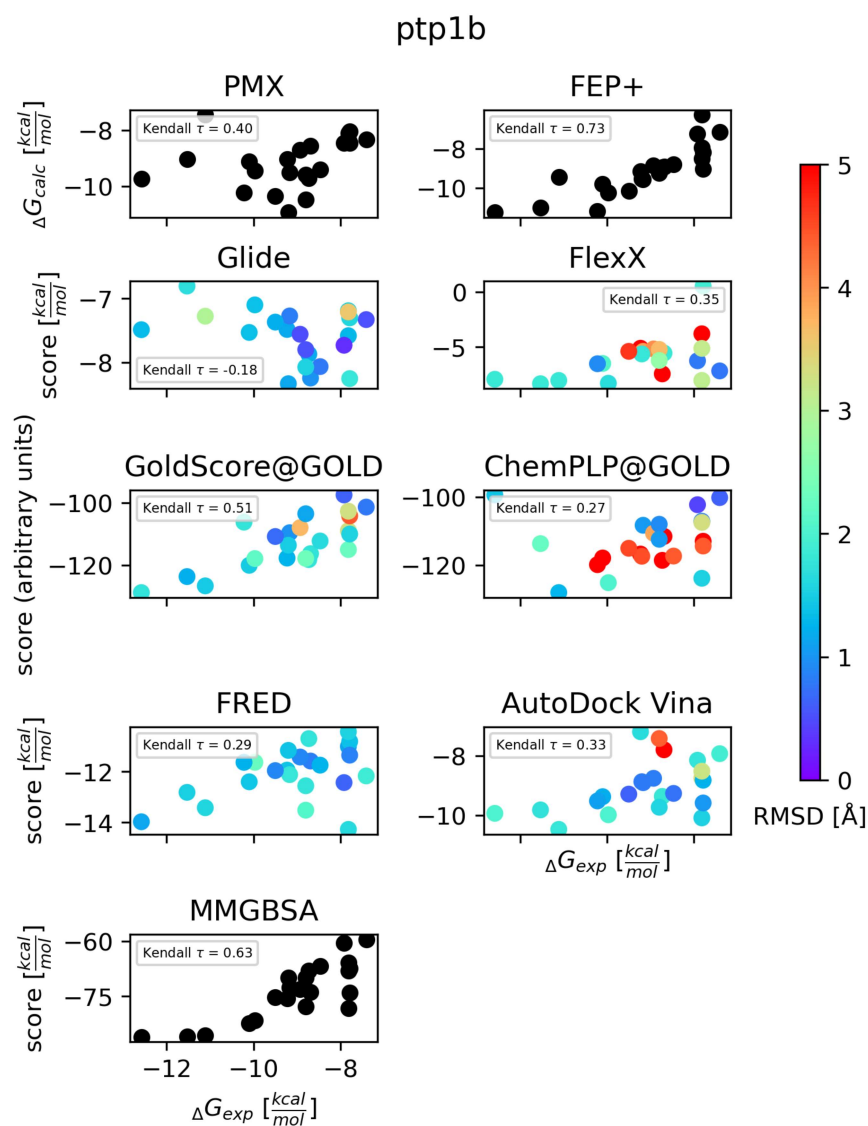 ptp1b
PMX
FEP+
ΔG_calc [kcal/mol]
−8
−10
Kendall τ = 0.40
−8
−10
Kendall τ = 0.73
Glide
FlexX
score [kcal/mol]
−7
−8
Kendall τ = -0.18
0
−5
Kendall τ = 0.35
score (arbitrary units)
GoldScore@GOLD
ChemPLP@GOLD
−100
−120
Kendall τ = 0.51
−100
−120
Kendall τ = 0.27
FRED
AutoDock Vina
score [kcal/mol]
−12
−14
Kendall τ = 0.29
−8
−10
Kendall τ = 0.33
ΔG_exp [kcal/mol]
MMGBSA
score [kcal/mol]
−60
−75
Kendall τ = 0.63
−12 −10 −8
ΔG_exp [kcal/mol]
5
4
3
2
1
0
RMSD [Å]